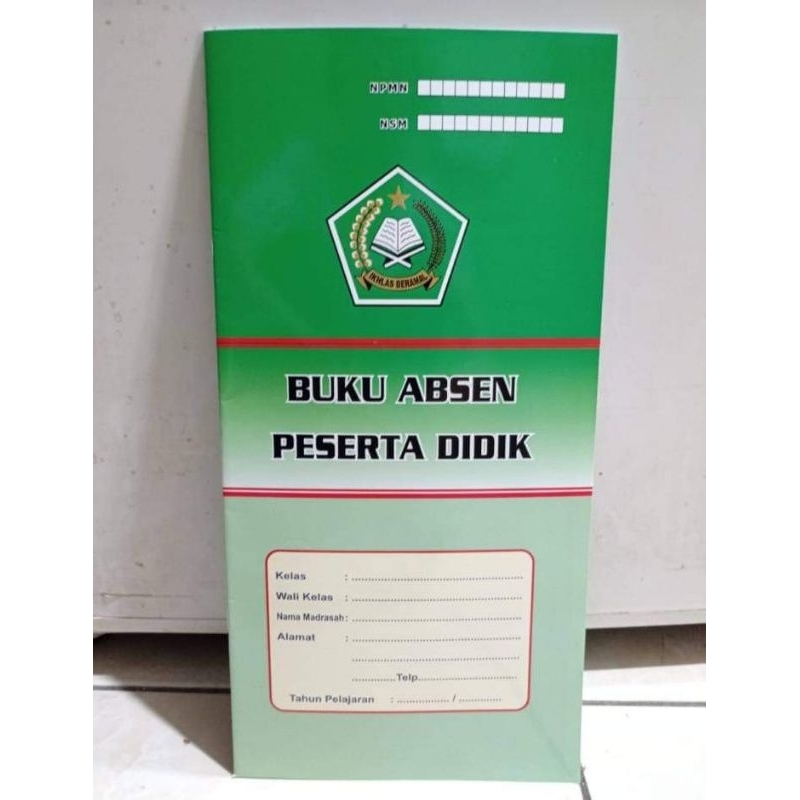 NPMN
NSM
IKHLAS BERAMAL
BUKU ABSEN
PESERTA DIDIK
Kelas : ..........................................
Wali Kelas : ..........................................
Nama Madrasah : ..........................................
Alamat : ..........................................
..........................................
...........Telp.........................
Tahun Pelajaran : ................ / .............